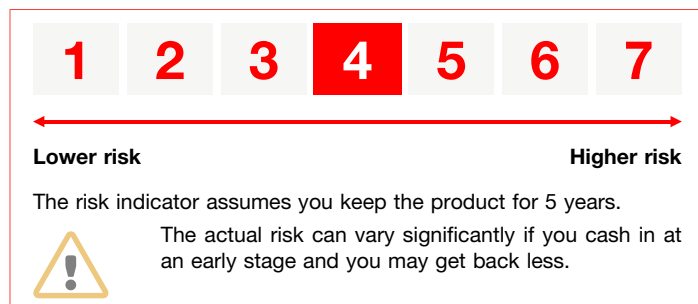 1 2 3 4 5 6 7
Lower risk Higher risk
The risk indicator assumes you keep the product for 5 years.
The actual risk can vary significantly if you cash in at
an early stage and you may get back less.